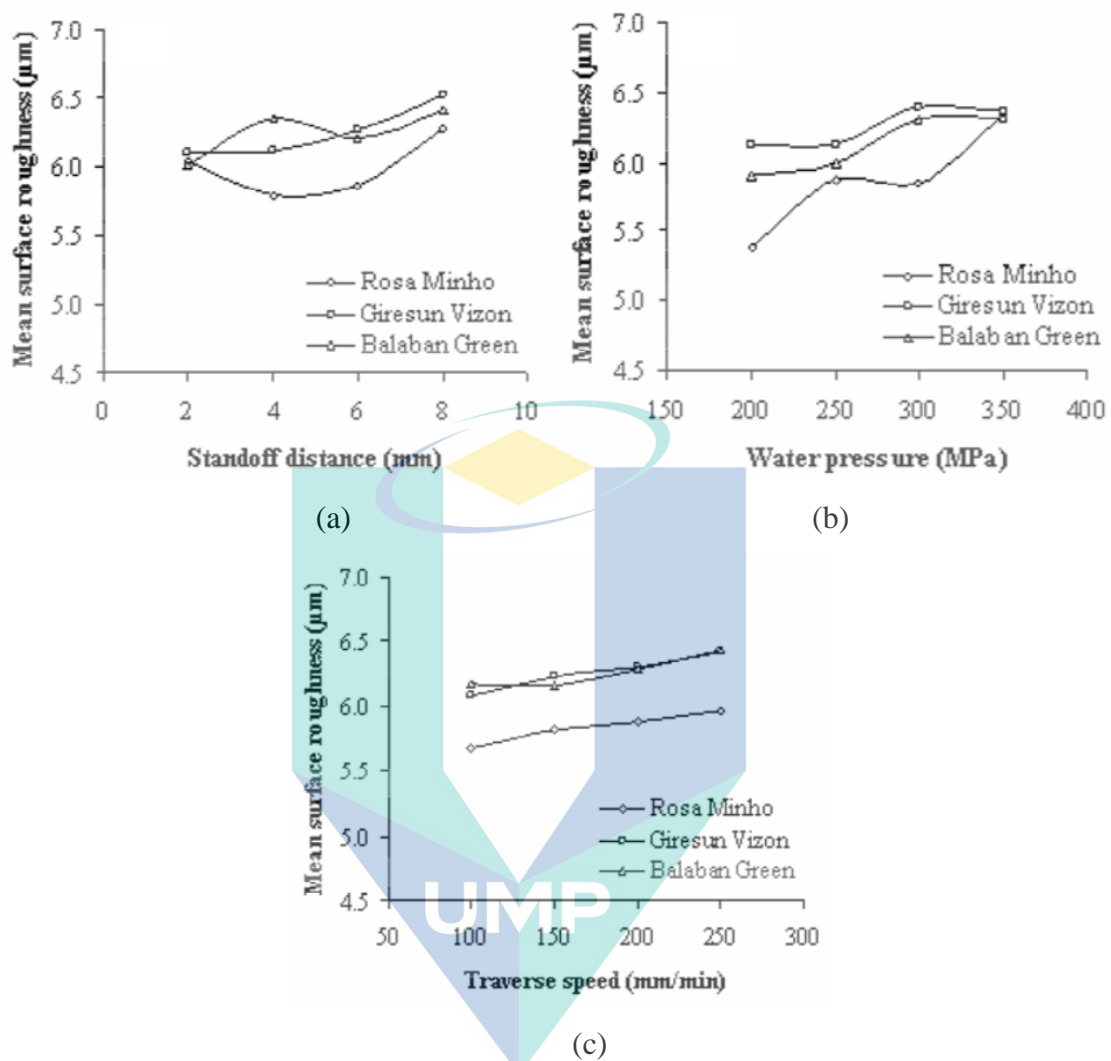 7.0
6.5
6.0
5.5
5.0
4.5
Mean surface roughness (µm)
Rosa Minho
Giresun Vizon
Balaban Green
0 2 4 6 8 10
Standoff distance (mm)
(a)
7.0
6.5
6.0
5.5
5.0
4.5
Mean surface roughness (µm)
Rosa Minho
Giresun Vizon
Balaban Green
150 200 250 300 350 400
Water pressure (MPa)
(b)
7.0
6.5
6.0
5.5
5.0
4.5
Mean surface roughness (µm)
Rosa Minho
Giresun Vizon
Balaban Green
UMP
50 100 150 200 250 300
Traverse speed (mm/min)
(c)